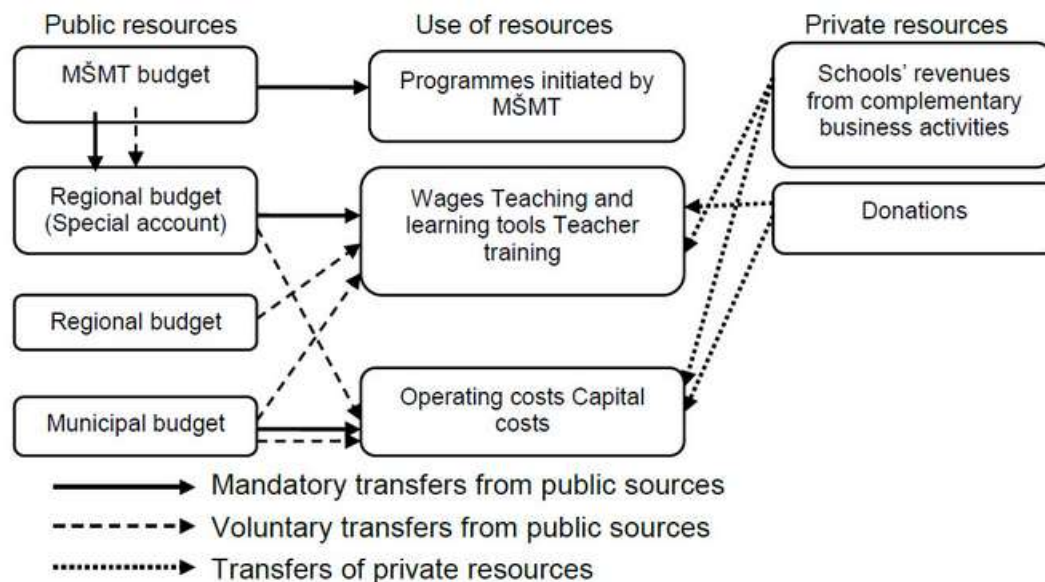 Public resources
Use of resources
Private resources
MŠMT budget
Programmes initiated by
MŠMT
Schools’ revenues
from complementary
business activities
Regional budget
(Special account)
Wages Teaching and
learning tools Teacher
training
Donations
Regional budget
Municipal budget
Operating costs Capital
costs
Mandatory transfers from public sources
Voluntary transfers from public sources
Transfers of private resources